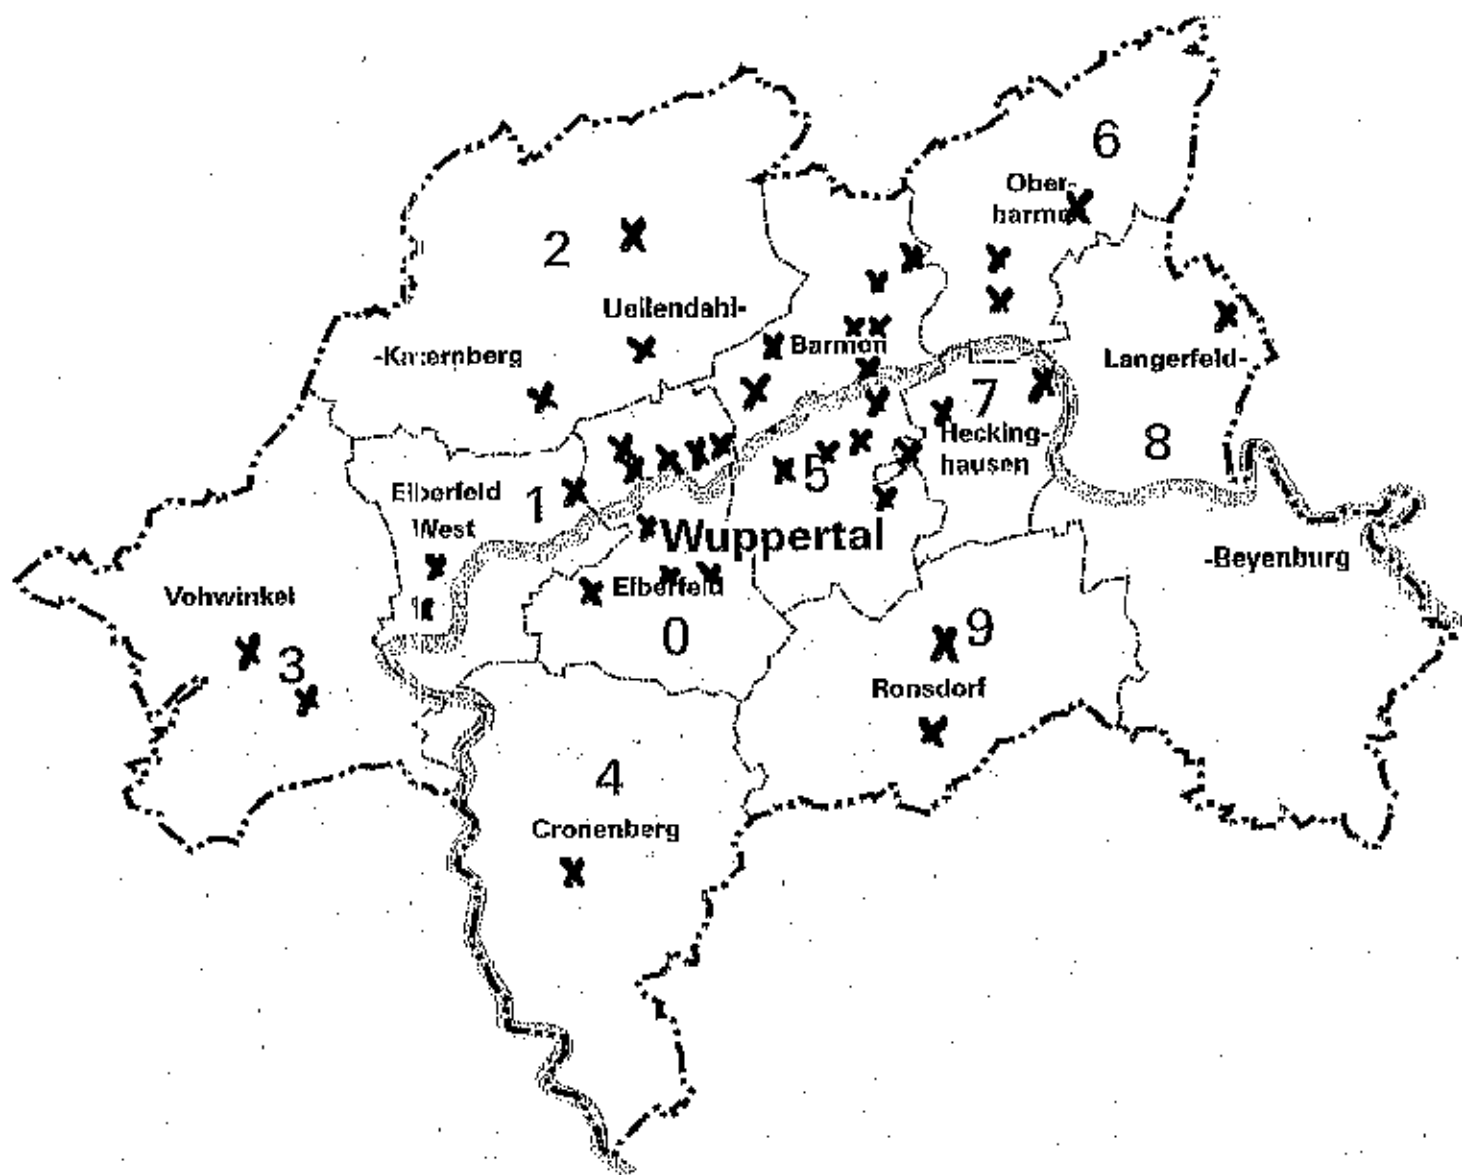 6
Ober-
barme
2
Uellendahl-
-Katernberg
Barmen
Langerfeld-
7
Hecking-
hausen
8
5
Elberfeld
West
1
Wuppertal
-Beyenburg
Vohwinkel
3
Elberfeld
0
9
Ronsdorf
4
Cronenberg